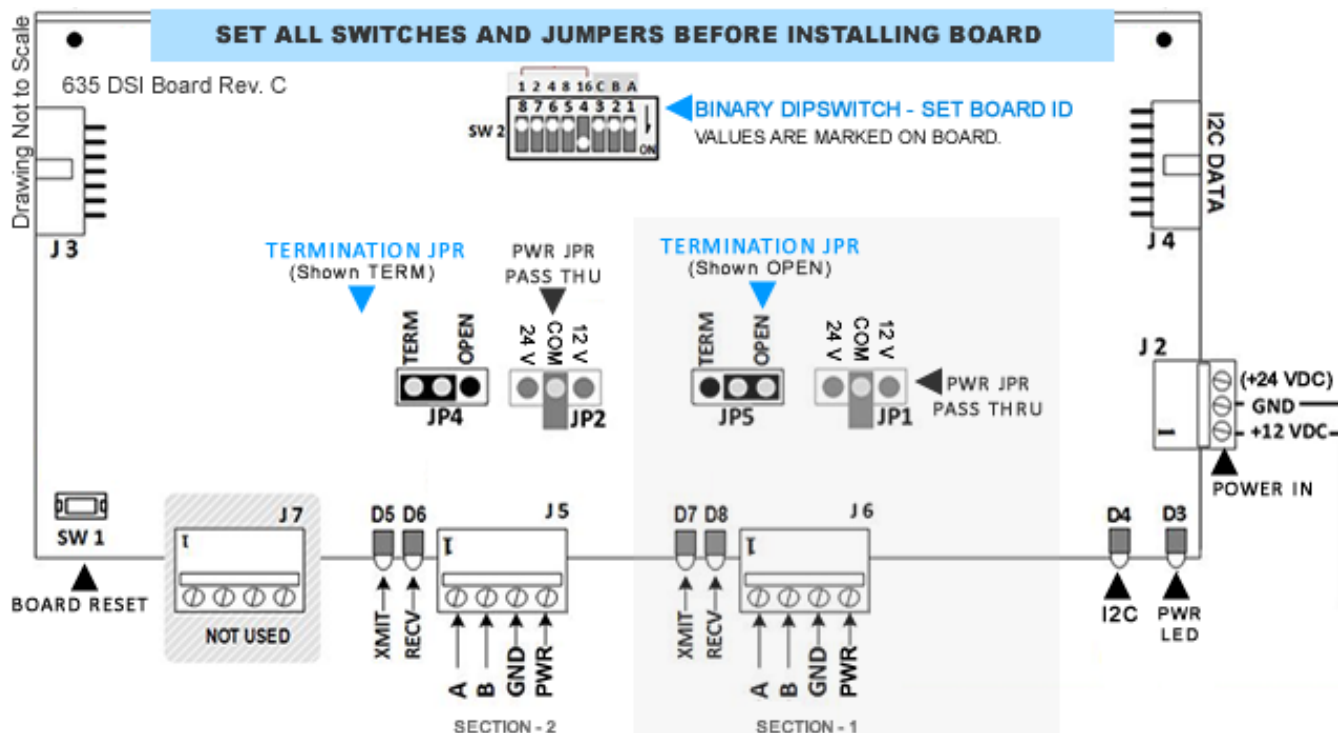 SET ALL SWITCHES AND JUMPERS BEFORE INSTALLING BOARD
Drawing Not to Scale
635 DSI Board Rev. C
1 2 4 8 16 C B A
8 7 6 5 4 3 2 1
SW 2
ON
BINARY DIPSWITCH - SET BOARD ID
VALUES ARE MARKED ON BOARD.
J 3
I2C DATA
J 4
TERMINATION JPR
(Shown TERM)
PWR JPR
PASS THRU
TERM
OPEN
JP4
24 V
COM
12 V
JP2
TERMINATION JPR
(Shown OPEN)
TERM
OPEN
JP5
24 V
COM
12 V
JP1
PWR JPR
PASS THRU
J 2
1
(+24 VDC)
GND
+12 VDC
POWER IN
SW 1
BOARD RESET
J 7
1
NOT USED
D5
D6
XMIT
RECV
J 5
1
A
B
GND
PWR
SECTION - 2
D7
D8
XMIT
RECV
J 6
1
A
B
GND
PWR
SECTION - 1
D4
I2C
D3
PWR
LED